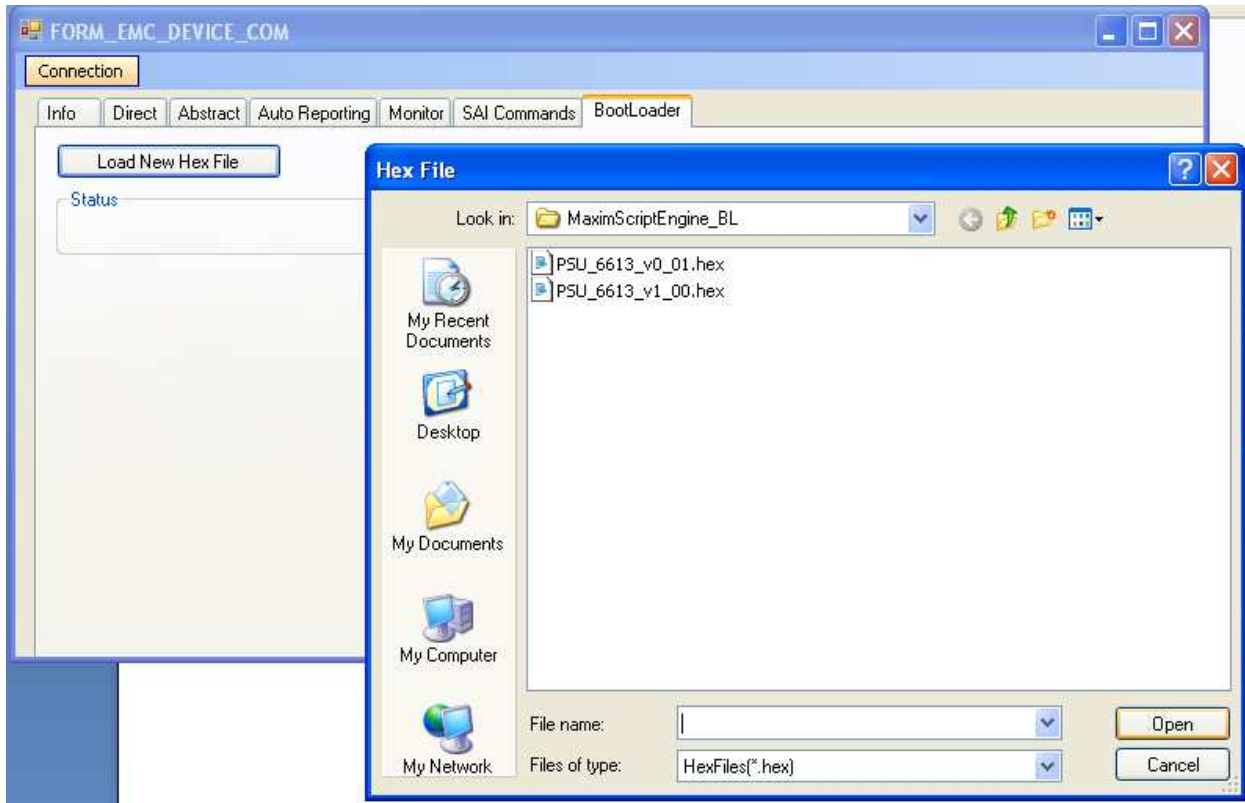 FORM_EMC_DEVICE_COM
Connection
Info Direct Abstract Auto Reporting Monitor SAI Commands BootLoader
Load New Hex File
Status
Hex File
Look in: MaximScriptEngine_BL
PSU_6613_v0_01.hex
PSU_6613_v1_00.hex
My Recent
Documents
Desktop
My Documents
My Computer
My Network
File name:
Open
Files of type: HexFiles(*.hex)
Cancel